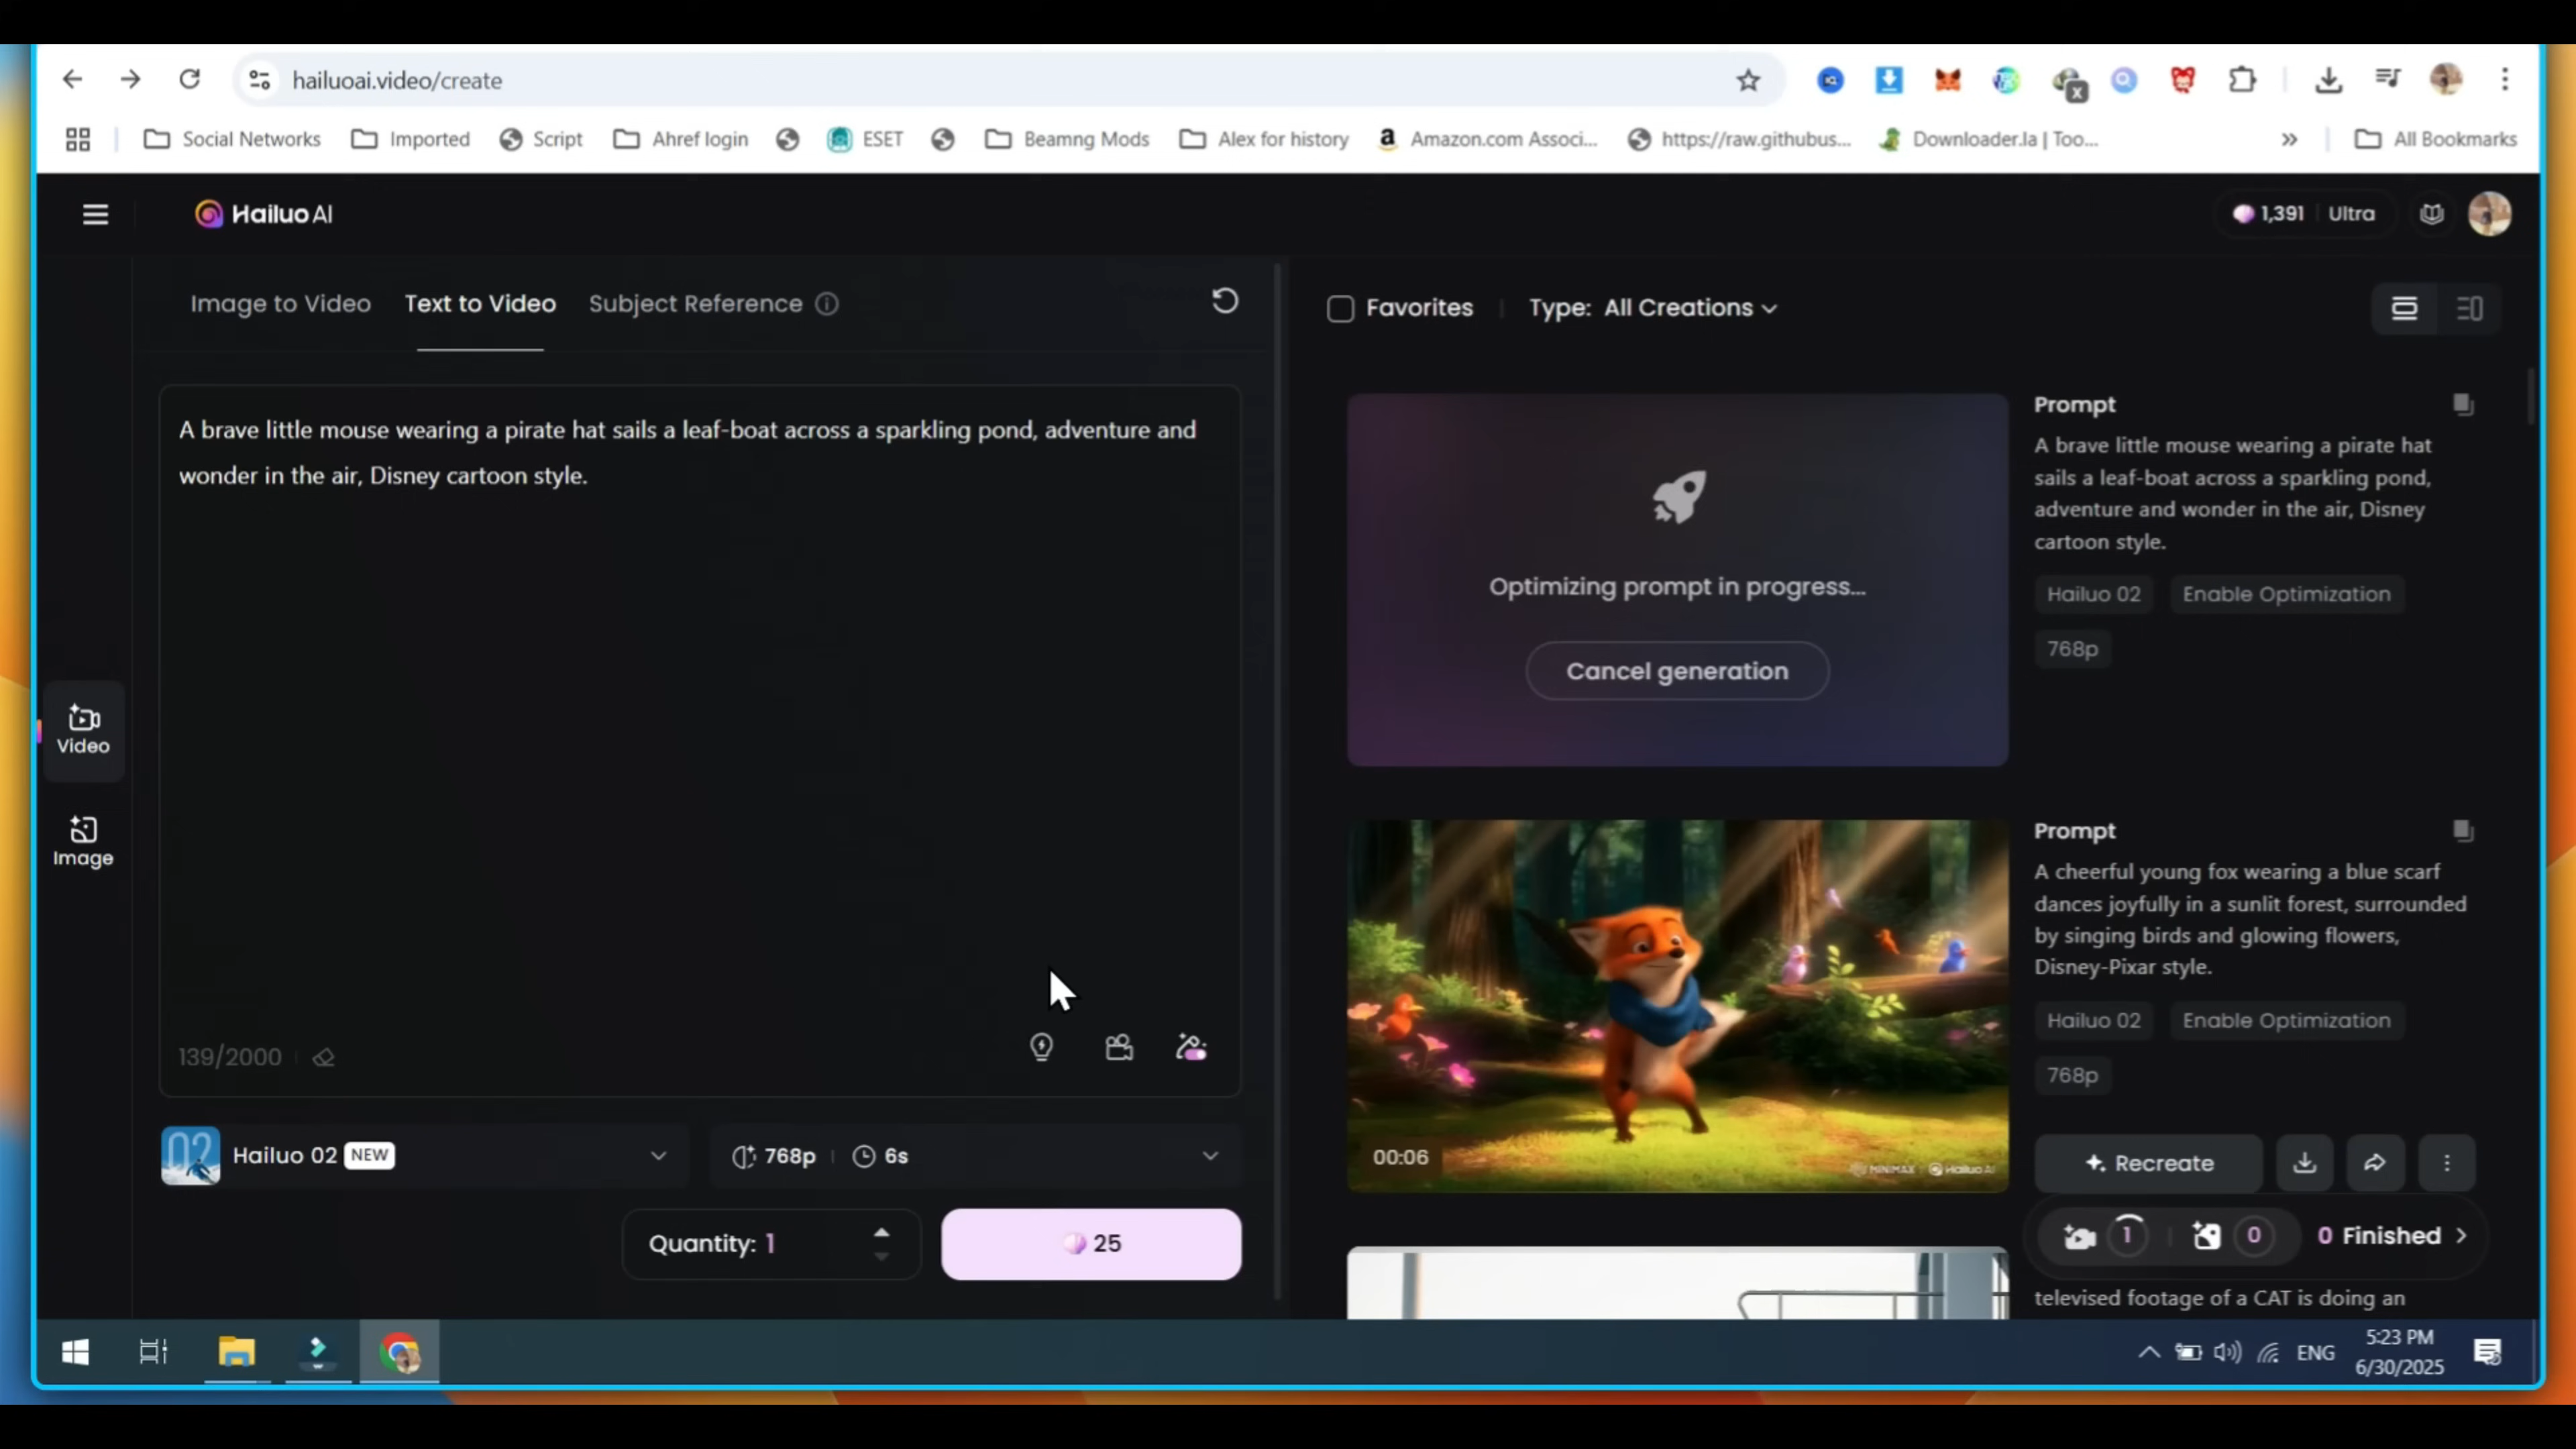 hailuoai.video/create
Social Networks
Imported
Script
Ahref login
ESET
Beamng Mods
Alex for history
Amazon.com Associ...
https://raw.githubus...
Downloader.la | Too...
»
All Bookmarks
Hailuo AI
1,391 | Ultra
Image to Video
Text to Video
Subject Reference
Favorites
Type: All Creations
A brave little mouse wearing a pirate hat sails a leaf-boat across a sparkling pond, adventure and
wonder in the air, Disney cartoon style.
Video
Image
139/2000
02
Hailuo 02 NEW
768p | 6s
Quantity: 1
25
Optimizing prompt in progress...
Cancel generation
Prompt
A brave little mouse wearing a pirate hat
sails a leaf-boat across a sparkling pond,
adventure and wonder in the air, Disney
cartoon style.
Hailuo 02
Enable Optimization
768p
00:06
MINIMAX | Hailuo AI
Prompt
A cheerful young fox wearing a blue scarf
dances joyfully in a sunlit forest, surrounded
by singing birds and glowing flowers,
Disney-Pixar style.
Hailuo 02
Enable Optimization
768p
Recreate
1
0
0 Finished
televised footage of a CAT is doing an
ENG
5:23 PM
6/30/2025